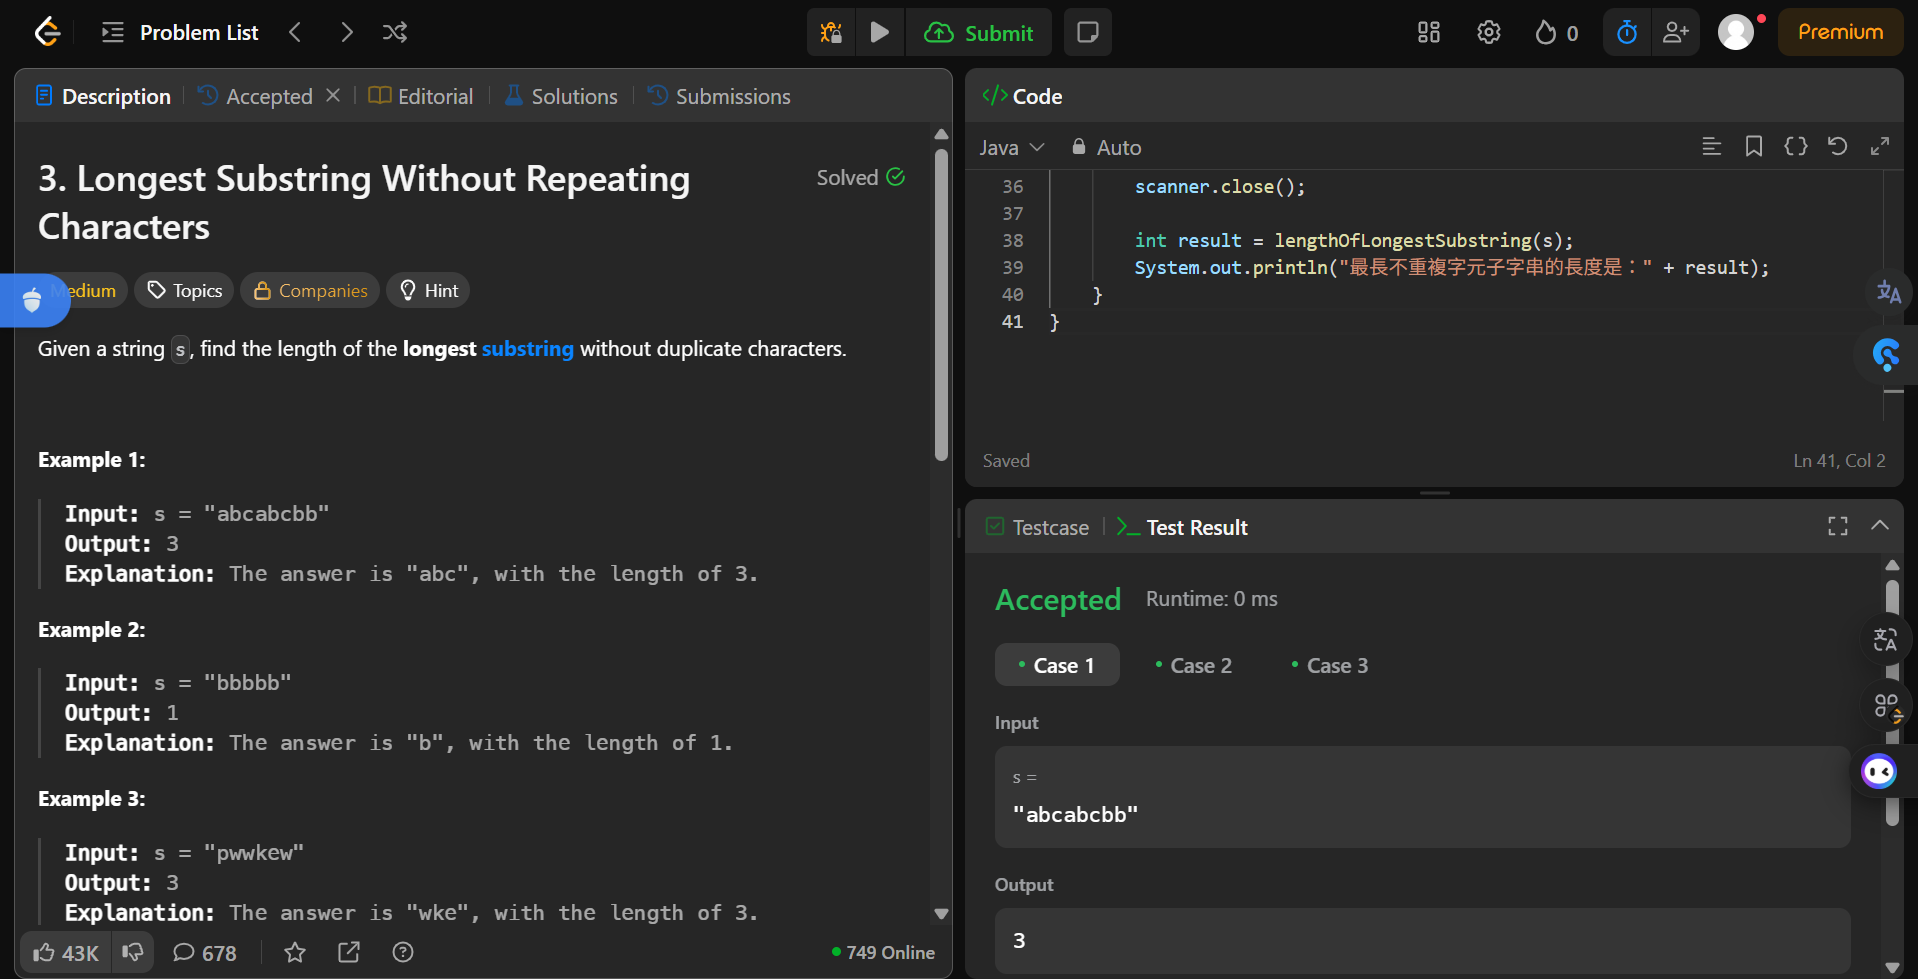 Problem List
Submit
0
Premium
Description
Accepted
Editorial
Solutions
Submissions
3. Longest Substring Without Repeating
Characters
Solved
edium
Topics
Companies
Hint
Given a string s, find the length of the longest substring without duplicate characters.
Example 1:
Input: s = "abcabcbb"
Output: 3
Explanation: The answer is "abc", with the length of 3.
Example 2:
Input: s = "bbbbb"
Output: 1
Explanation: The answer is "b", with the length of 1.
Example 3:
Input: s = "pwwkew"
Output: 3
Explanation: The answer is "wke", with the length of 3.
43K
678
749 Online
</> Code
Java
Auto
36 scanner.close();
37
38 int result = lengthOfLongestSubstring(s);
39 System.out.println("最長不重複字元子字串的長度是：" + result);
40 }
41 }
Saved
Ln 41, Col 2
Testcase
Test Result
Accepted
Runtime: 0 ms
Case 1
Case 2
Case 3
Input
s =
"abcabcbb"
Output
3